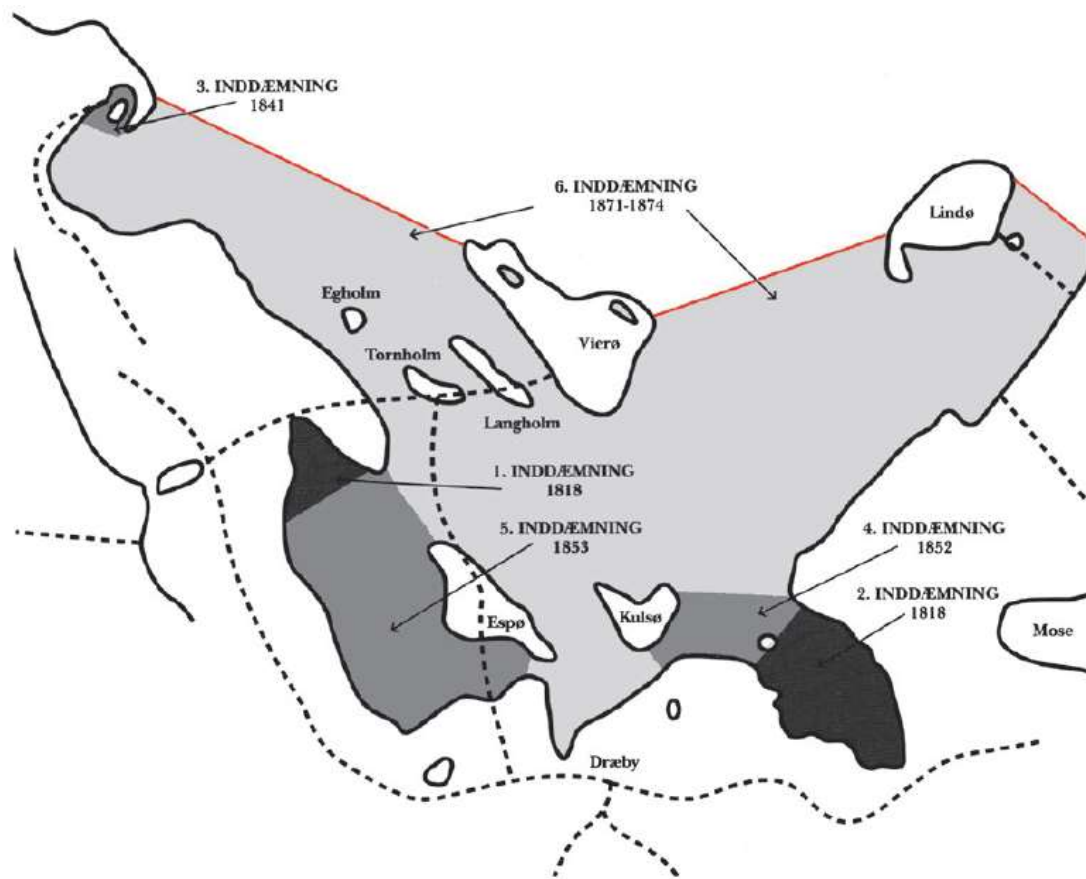 3. INDDÆMNING
1841
6. INDDÆMNING
1871-1874
Lindø
Egholm
Vierø
Tornholm
Langholm
1. INDDÆMNING
1818
5. INDDÆMNING
1853
4. INDDÆMNING
1852
2. INDDÆMNING
1818
Espø
Kulsø
Mose
Dræby